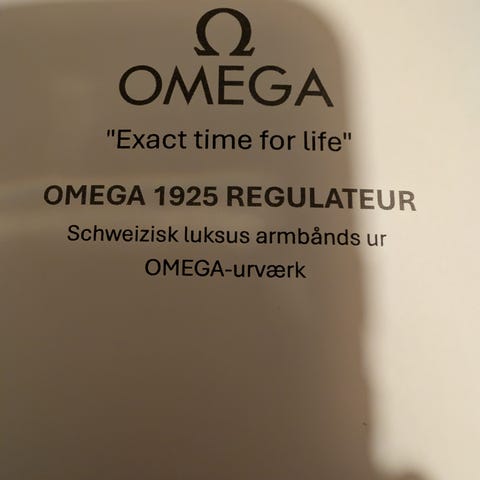 Ω
OMEGA
"Exact time for life"
OMEGA 1925 REGULATEUR
Schweizisk luksus armbånds ur
OMEGA-urværk